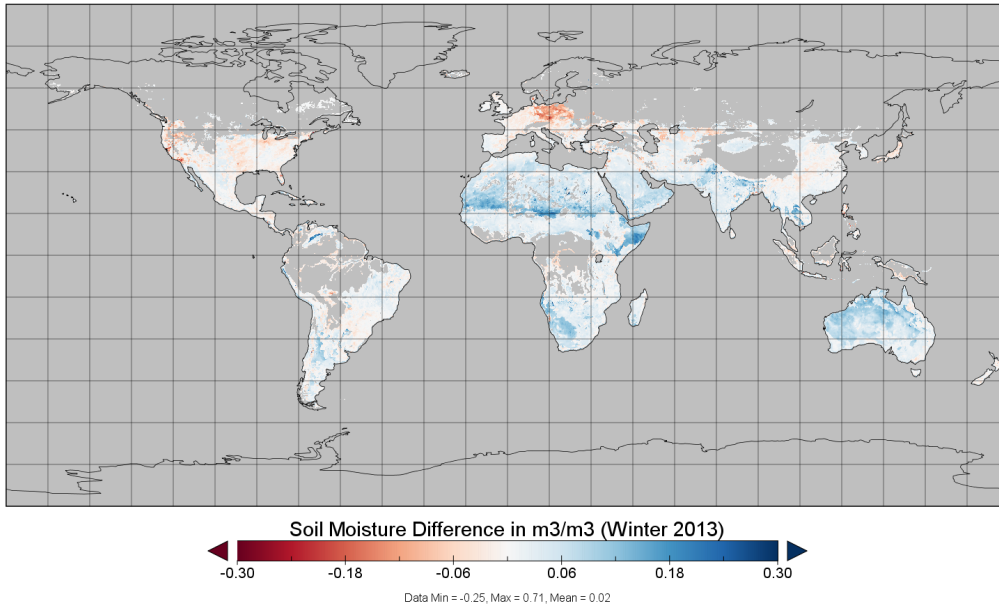 Soil Moisture Difference in m3/m3 (Winter 2013)
-0.30 -0.18 -0.06 0.06 0.18 0.30
Data Min = -0.25, Max = 0.71, Mean = 0.02